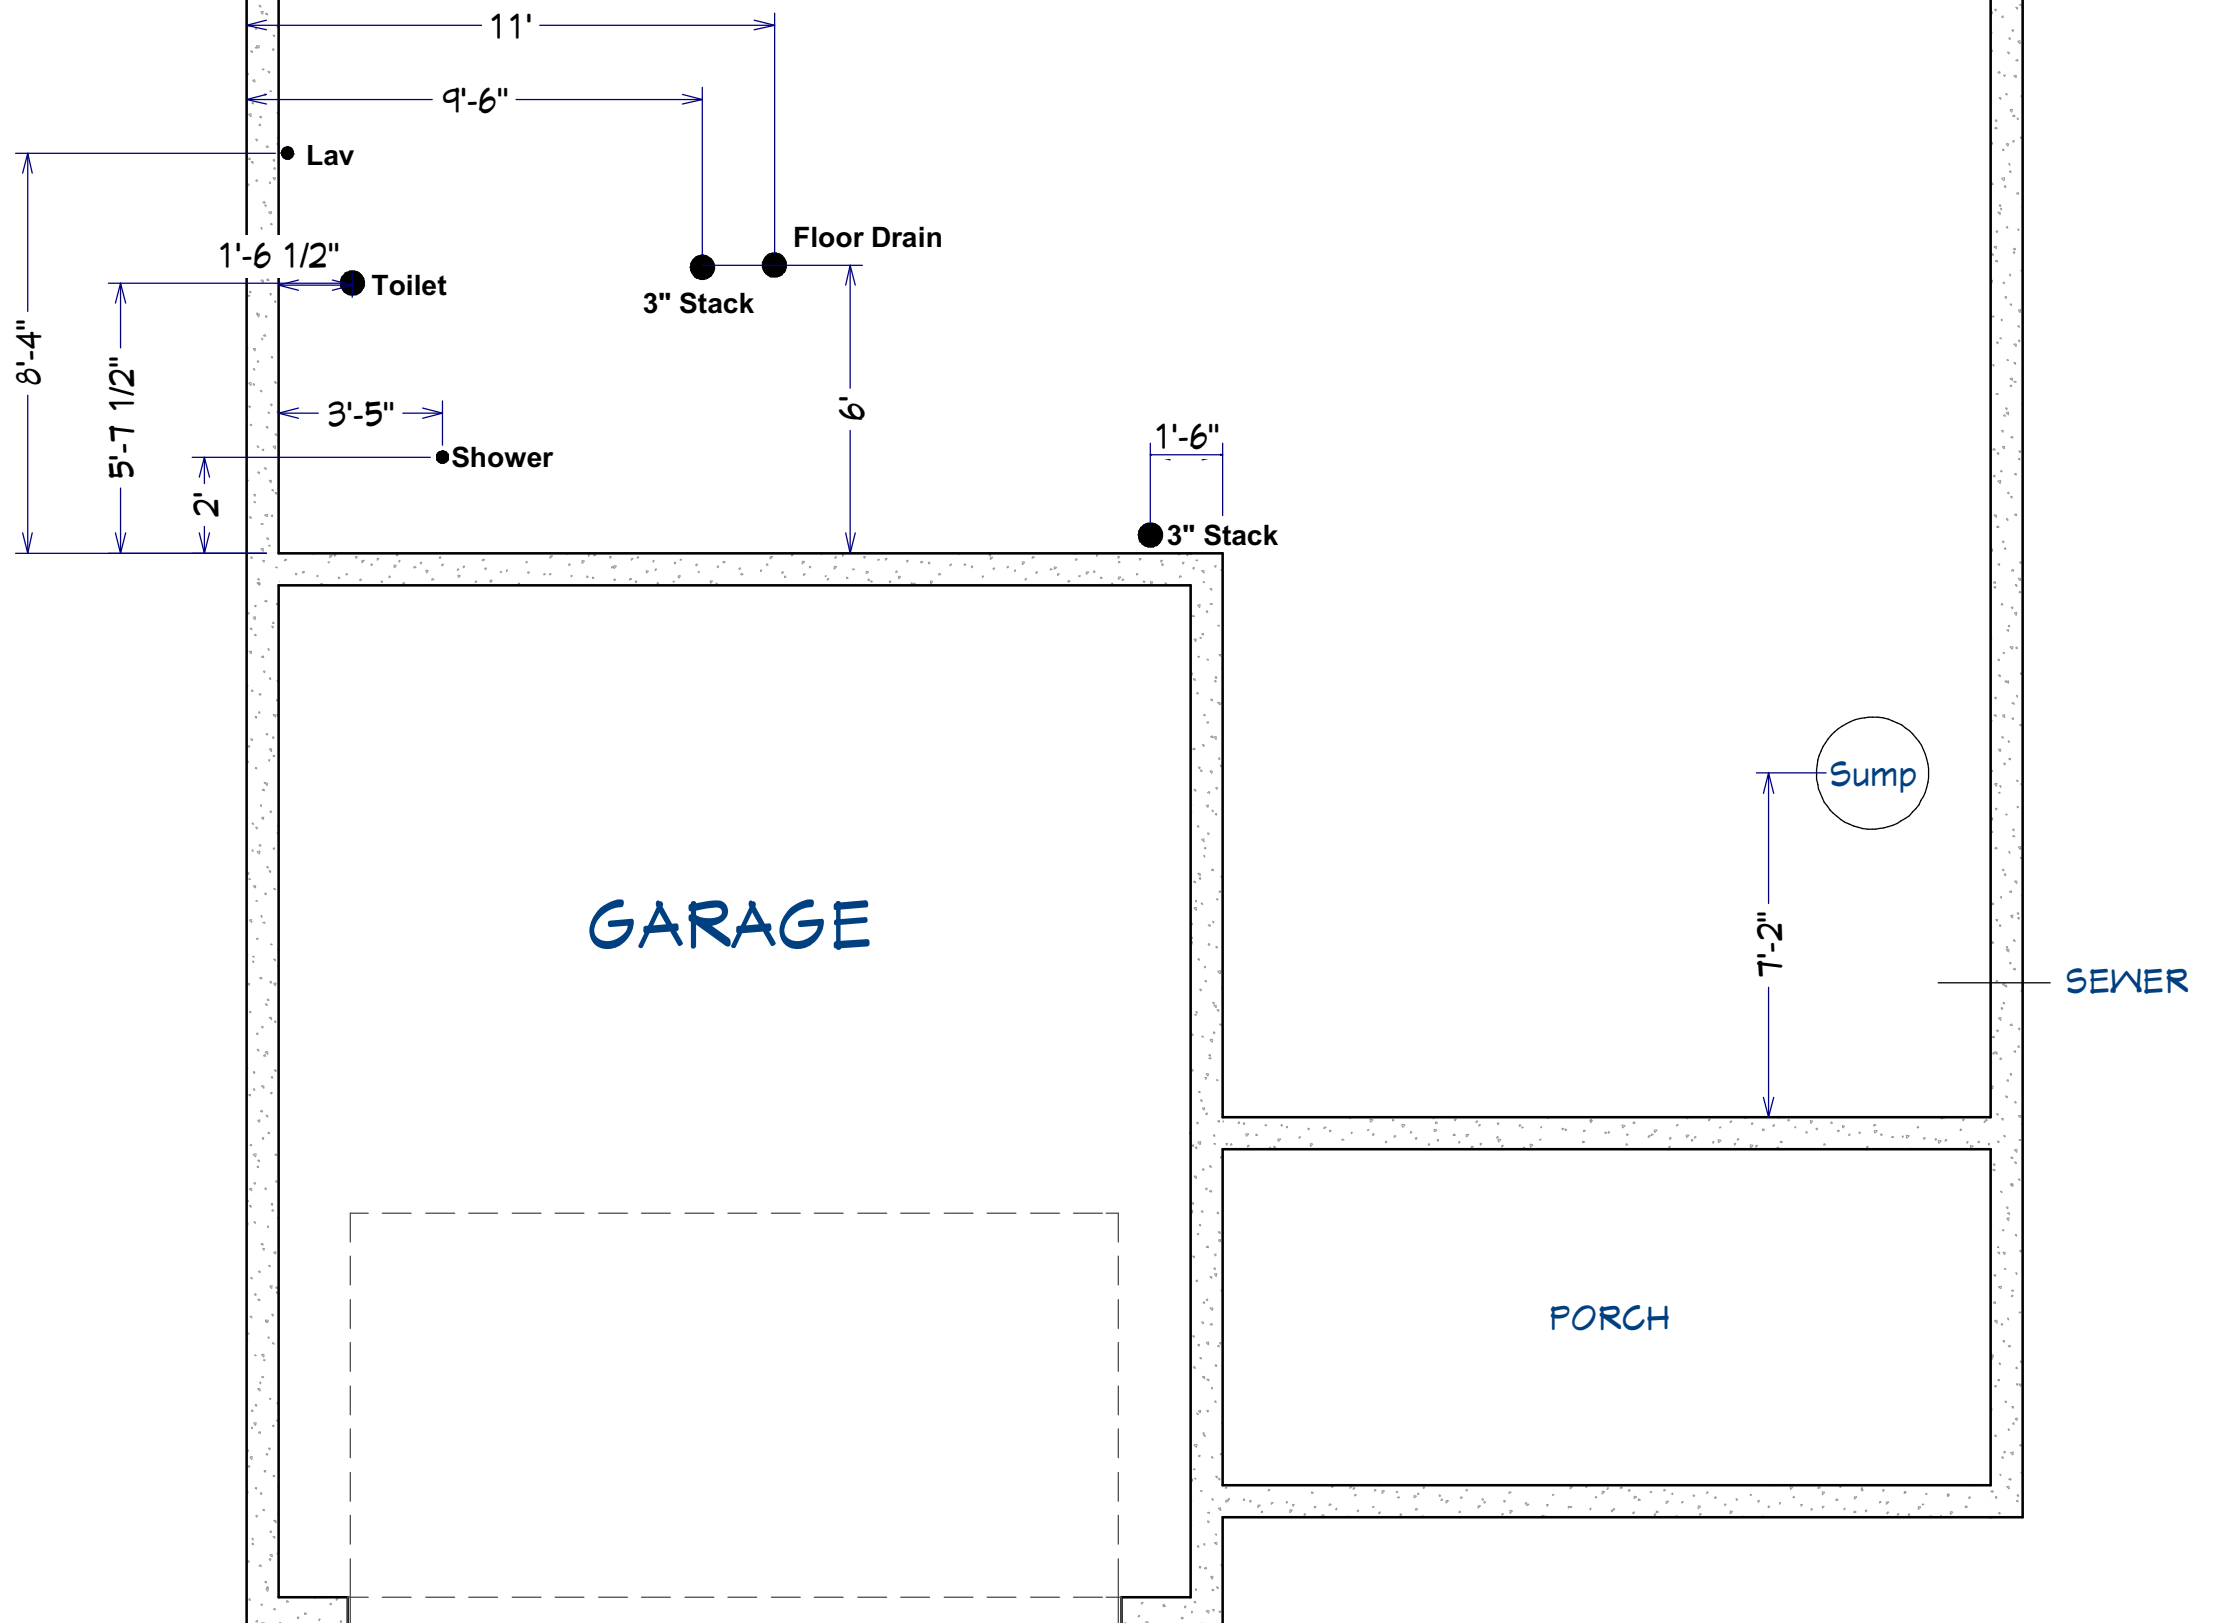 11'
9'-6"
Lav
Floor Drain
1'-6 1/2"
Toilet
3" Stack
8'-4"
5'-7 1/2"
3'-5"
6'
1'-6"
Shower
2'
3" Stack
Sump
GARAGE
7'-2"
SEWER
PORCH